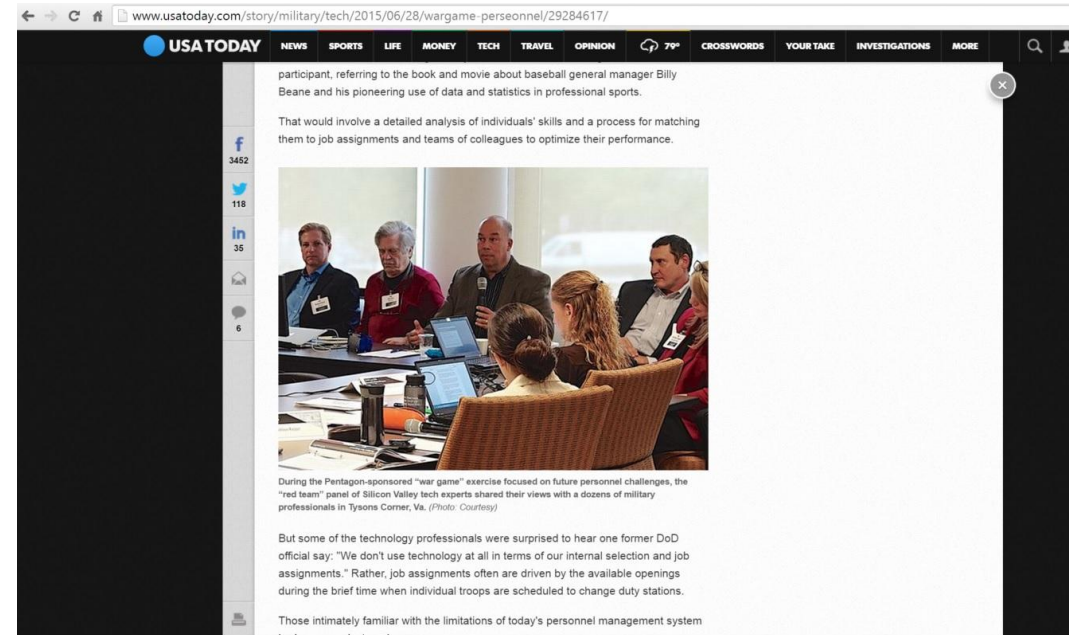 www.usatoday.com/story/military/tech/2015/06/28/wargame-perseonnel/29284617/
USA TODAY NEWS SPORTS LIFE MONEY TECH TRAVEL OPINION 79° CROSSWORDS YOUR TAKE INVESTIGATIONS MORE
participant, referring to the book and movie about baseball general manager Billy
Beane and his pioneering use of data and statistics in professional sports.
That would involve a detailed analysis of individuals' skills and a process for matching
them to job assignments and teams of colleagues to optimize their performance.
f
3452
118
in
35
6
During the Pentagon-sponsored "war game" exercise focused on future personnel challenges, the
"red team" panel of Silicon Valley tech experts shared their views with a dozens of military
professionals in Tysons Corner, Va. (Photo: Courtesy)
But some of the technology professionals were surprised to hear one former DoD
official say: "We don't use technology at all in terms of our internal selection and job
assignments." Rather, job assignments often are driven by the available openings
during the brief time when individual troops are scheduled to change duty stations.
Those intimately familiar with the limitations of today's personnel management system